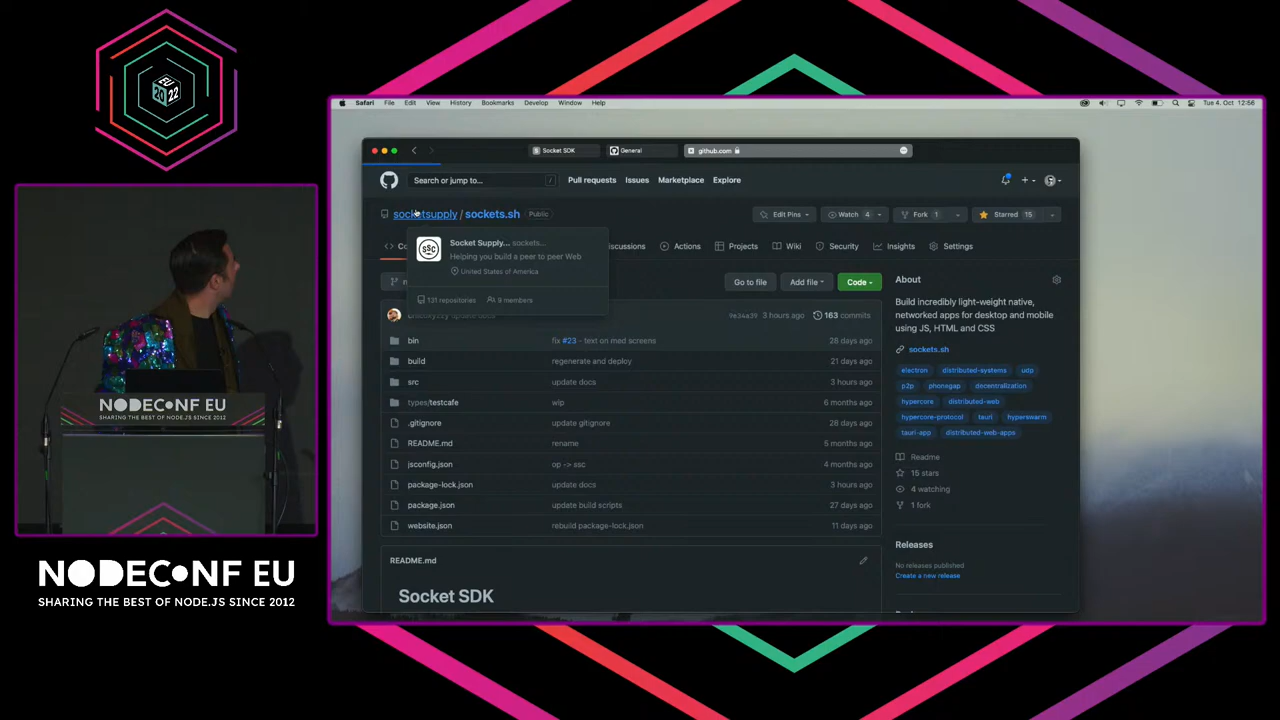 EU
20
22
NODECONF EU
SHARING THE BEST OF NODE.JS SINCE 2012
NODECONF EU
SHARING THE BEST OF NODE.JS SINCE 2012
Safari File Edit View History Bookmarks Develop Window Help
Tue 4. Oct 12:56
Socket SDK
General
github.com
Search or jump to...
/
Pull requests Issues Marketplace Explore
socketsupply / sockets.sh Public
Edit Pins
Watch 4
Fork 1
Starred 15
Co
cussions
Actions
Projects
Wiki
Security
Insights
Settings
SSC
Socket Supply... sockets...
Helping you build a peer to peer Web
United States of America
131 repositories
9 members
Go to file
Add file
Code
update docs
3 hours ago
163 commits
bin fix #23 - text on med screens 28 days ago
build regenerate and deploy 21 days ago
src update docs 3 hours ago
types/testcafe wip 6 months ago
.gitignore update gitignore 28 days ago
README.md rename 5 months ago
jsconfig.json op -> ssc 4 months ago
package-lock.json update docs 3 hours ago
package.json update build scripts 27 days ago
website.json rebuild package-lock.json 11 days ago
README.md
Socket SDK
About
Build incredibly light-weight native,
networked apps for desktop and mobile
using JS, HTML and CSS
sockets.sh
electron distributed-systems udp
p2p phonegap decentralization
hypercore distributed-web
hypercore-protocol tauri hyperswarm
tauri-app distributed-web-apps
Readme
15 stars
4 watching
1 fork
Releases
No releases published
Create a new release